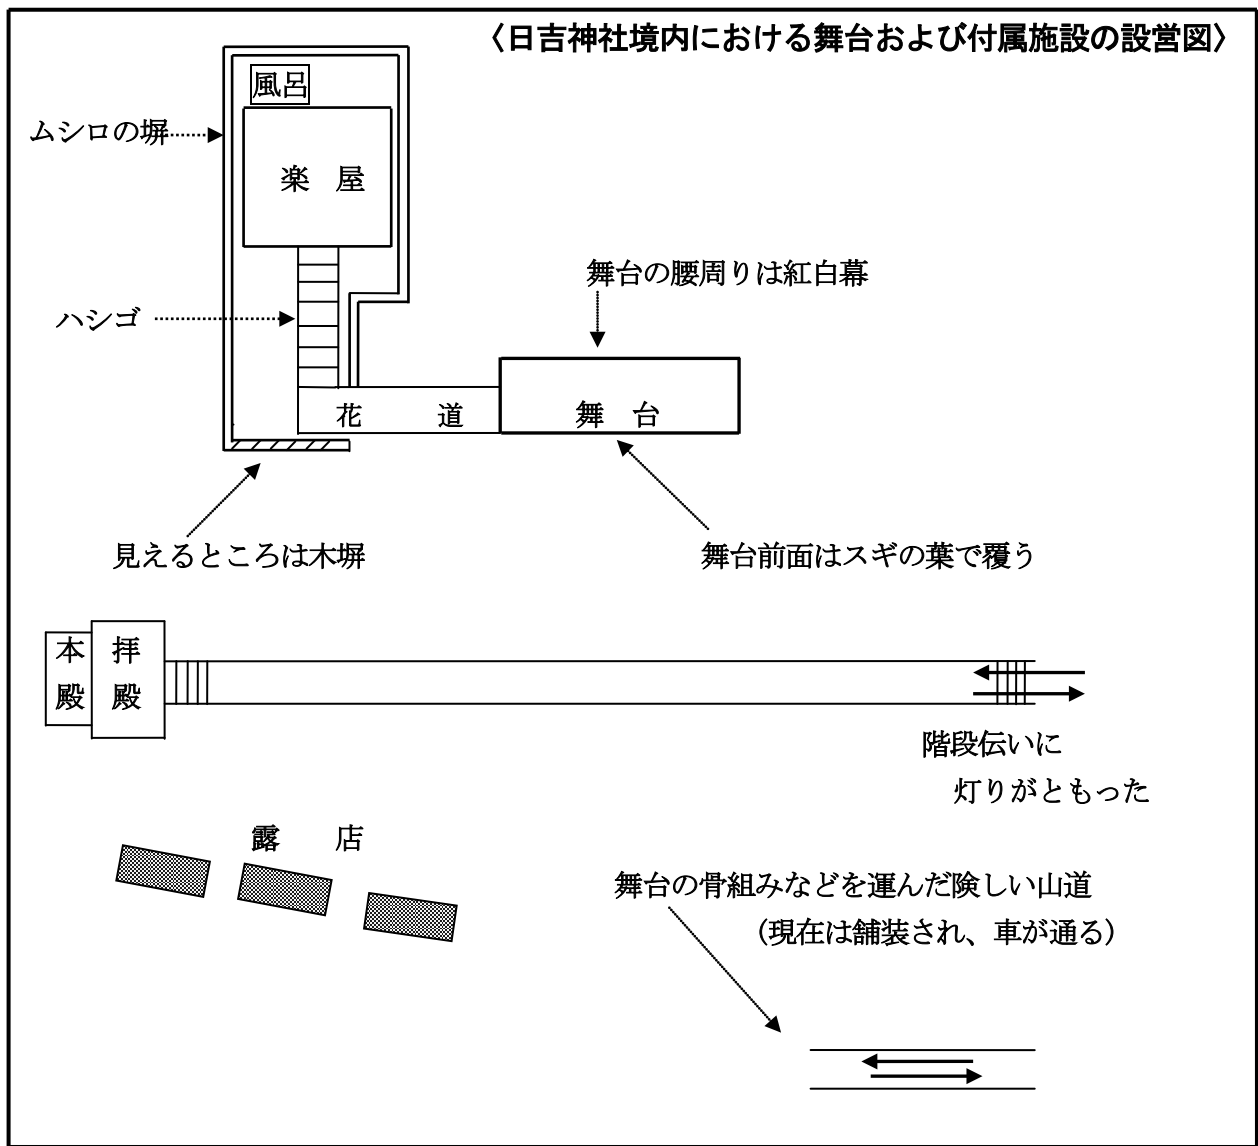 〈日吉神社境内における舞台および付属施設の設営図〉
風呂
ムシロの塀
楽　屋
舞台の腰周りは紅白幕
ハシゴ
花　　道
舞　台
見えるところは木塀
舞台前面はスギの葉で覆う
本殿
拝殿
階段伝いに
灯りがともった
露　店
舞台の骨組みなどを運んだ険しい山道
（現在は舗装され、車が通る）